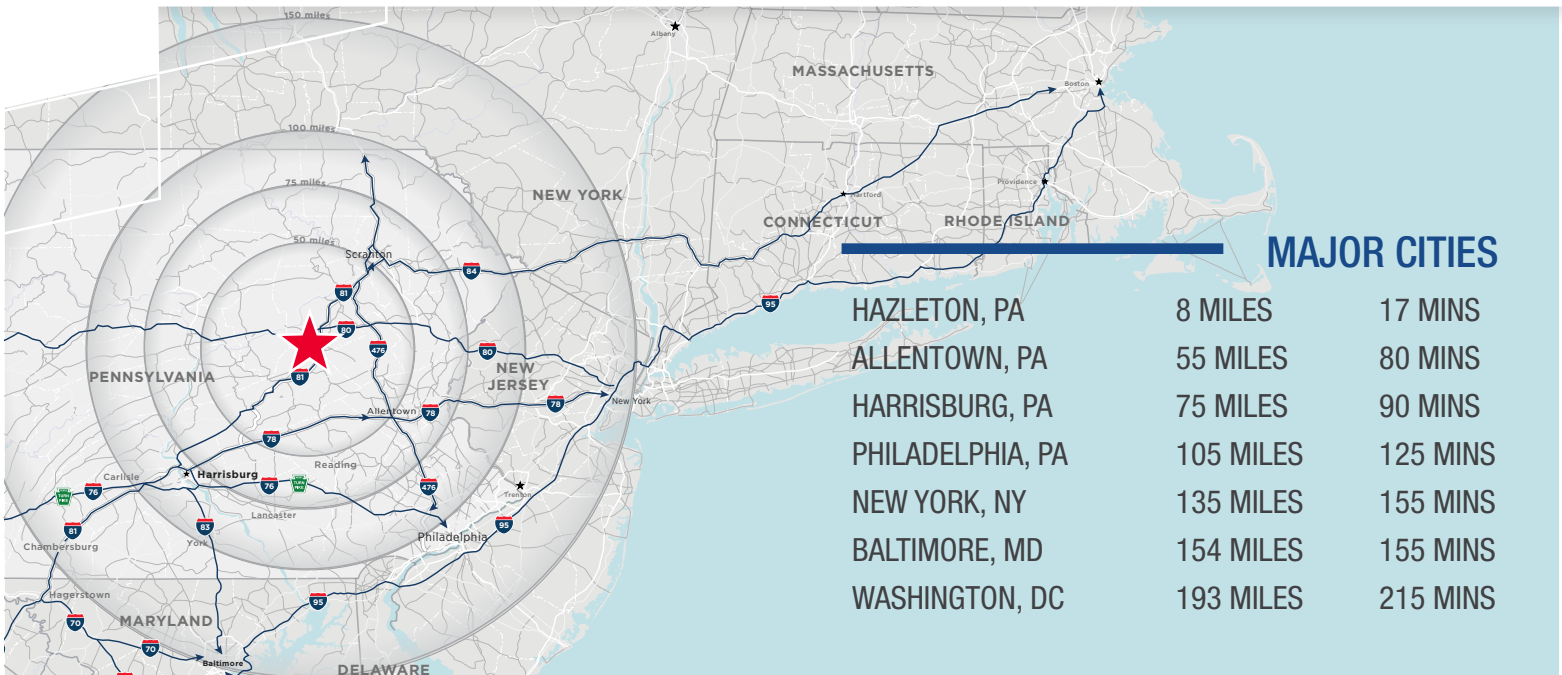 150 miles
Albany
MASSACHUSETTS
Boston
100 miles
75 miles
NEW YORK
Providence
Hartford
CONNECTICUT
RHODE ISLAND
50 miles
Scranton
84
81
95
80
476
80
81
PENNSYLVANIA
NEW
JERSEY
New York
78
Allentown
78
78
Reading
Harrisburg
Carlisle
76
TURN
PIKE
76
TURN
PIKE
476
Trenton
Lancaster
81
83
95
York
Philadelphia
Chambersburg
Hagerstown
95
70
MARYLAND
70
Baltimore
DELAWARE
MAJOR CITIES
HAZLETON, PA 8 MILES 17 MINS
ALLENTOWN, PA 55 MILES 80 MINS
HARRISBURG, PA 75 MILES 90 MINS
PHILADELPHIA, PA 105 MILES 125 MINS
NEW YORK, NY 135 MILES 155 MINS
BALTIMORE, MD 154 MILES 155 MINS
WASHINGTON, DC 193 MILES 215 MINS